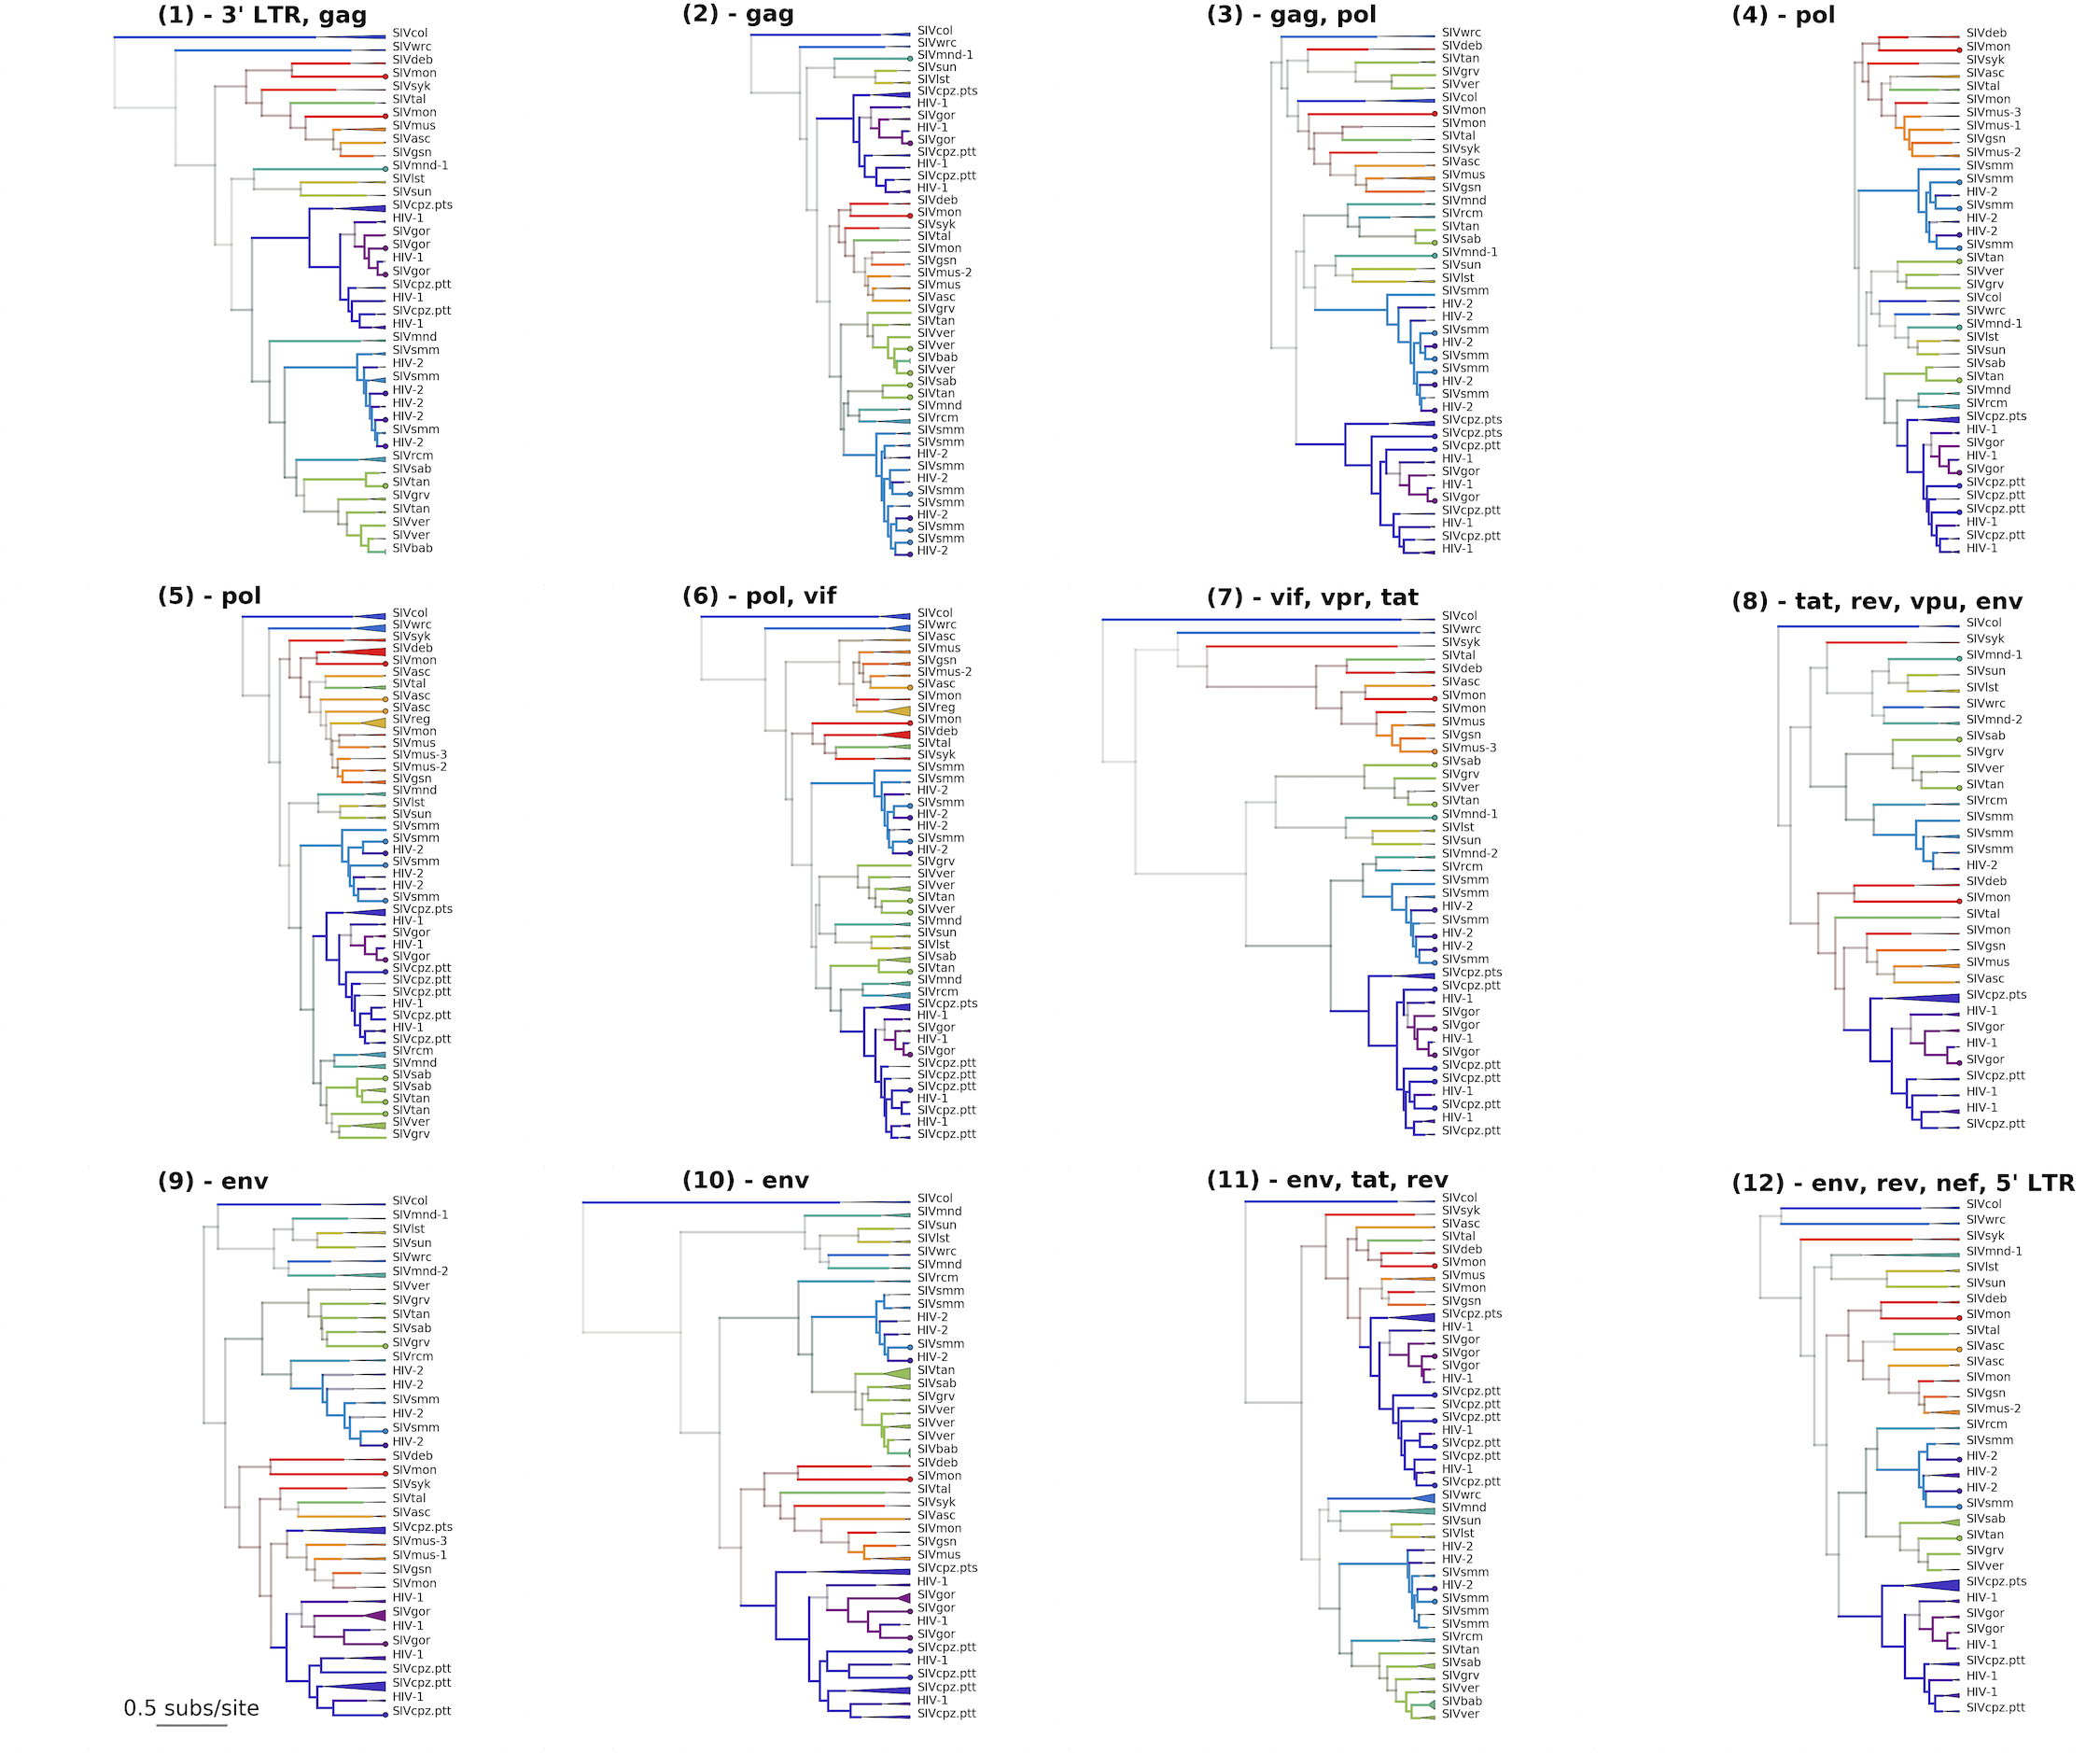 (1) - 3' LTR, gag
SIVcol
SIVwrc
SIVdeb
SIVmon
SIVsyk
SIVtal
SIVmon
SIVmus
SIVasc
SIVgsn
SIVmnd-1
SIVlst
SIVsun
SIVcpz.pts
HIV-1
SIVgor
SIVgor
HIV-1
SIVgor
SIVcpz.ptt
HIV-1
SIVcpz.ptt
HIV-1
SIVmnd
SIVsmm
HIV-2
SIVsmm
HIV-2
HIV-2
HIV-2
SIVsmm
HIV-2
SIVrcm
SIVsab
SIVtan
SIVgrv
SIVtan
SIVver
SIVver
SIVbab
(2) - gag
SIVcol
SIVwrc
SIVmnd-1
SIVsun
SIVlst
SIVcpz.pts
HIV-1
SIVgor
HIV-1
SIVgor
SIVcpz.ptt
HIV-1
SIVcpz.ptt
HIV-1
SIVdeb
SIVmon
SIVsyk
SIVtal
SIVmon
SIVgsn
SIVmus-2
SIVmus
SIVasc
SIVgrv
SIVtan
SIVver
SIVver
SIVbab
SIVver
SIVsab
SIVtan
SIVmnd
SIVrcm
SIVsmm
SIVsmm
HIV-2
SIVsmm
HIV-2
SIVsmm
SIVsmm
HIV-2
SIVsmm
SIVsmm
HIV-2
(3) - gag, pol
SIVwrc
SIVdeb
SIVtan
SIVgrv
SIVver
SIVcol
SIVmon
SIVmon
SIVtal
SIVsyk
SIVasc
SIVmus
SIVgsn
SIVmnd
SIVrcm
SIVtan
SIVsab
SIVmnd-1
SIVsun
SIVlst
SIVsmm
HIV-2
HIV-2
SIVsmm
HIV-2
SIVsmm
SIVsmm
HIV-2
SIVsmm
HIV-2
SIVcpz.pts
SIVcpz.pts
SIVcpz.ptt
HIV-1
SIVgor
HIV-1
SIVgor
SIVcpz.ptt
HIV-1
SIVcpz.ptt
HIV-1
(4) - pol
SIVdeb
SIVmon
SIVsyk
SIVasc
SIVtal
SIVmon
SIVmus-3
SIVmus-1
SIVgsn
SIVmus-2
SIVsmm
SIVsmm
HIV-2
SIVsmm
HIV-2
HIV-2
SIVsmm
SIVtan
SIVver
SIVgrv
SIVcol
SIVwrc
SIVmnd-1
SIVlst
SIVsun
SIVsab
SIVtan
SIVmnd
SIVrcm
SIVcpz.pts
HIV-1
SIVgor
HIV-1
SIVgor
SIVcpz.ptt
SIVcpz.ptt
SIVcpz.ptt
HIV-1
SIVcpz.ptt
HIV-1
(5) - pol
SIVcol
SIVwrc
SIVsyk
SIVdeb
SIVmon
SIVasc
SIVtal
SIVasc
SIVasc
SIVreg
SIVmon
SIVmus
SIVmus-3
SIVmus-2
SIVgsn
SIVmnd
SIVlst
SIVsun
SIVsmm
SIVsmm
HIV-2
SIVsmm
HIV-2
HIV-2
SIVsmm
SIVcpz.pts
HIV-1
SIVgor
HIV-1
SIVgor
SIVcpz.ptt
SIVcpz.ptt
SIVcpz.ptt
HIV-1
SIVcpz.ptt
HIV-1
SIVcpz.ptt
SIVrcm
SIVmnd
SIVsab
SIVsab
SIVtan
SIVtan
SIVver
SIVgrv
(6) - pol, vif
SIVcol
SIVwrc
SIVasc
SIVmus
SIVgsn
SIVmus-2
SIVasc
SIVmon
SIVreg
SIVmon
SIVdeb
SIVtal
SIVsyk
SIVsmm
SIVsmm
HIV-2
SIVsmm
HIV-2
HIV-2
SIVsmm
HIV-2
SIVgrv
SIVver
SIVver
SIVtan
SIVver
SIVmnd
SIVsun
SIVlst
SIVsab
SIVtan
SIVmnd
SIVrcm
SIVcpz.pts
HIV-1
SIVgor
HIV-1
SIVgor
SIVcpz.ptt
SIVcpz.ptt
SIVcpz.ptt
HIV-1
SIVcpz.ptt
HIV-1
SIVcpz.ptt
(7) - vif, vpr, tat
SIVcol
SIVwrc
SIVsyk
SIVtal
SIVdeb
SIVasc
SIVmon
SIVmon
SIVmus
SIVgsn
SIVmus-3
SIVsab
SIVgrv
SIVver
SIVtan
SIVmnd-1
SIVlst
SIVsun
SIVmnd-2
SIVrcm
SIVsmm
SIVsmm
HIV-2
SIVsmm
HIV-2
HIV-2
SIVsmm
SIVcpz.pts
SIVcpz.ptt
HIV-1
SIVgor
SIVgor
HIV-1
SIVgor
SIVcpz.ptt
SIVcpz.ptt
HIV-1
SIVcpz.ptt
HIV-1
SIVcpz.ptt
(8) - tat, rev, vpu, env
SIVcol
SIVsyk
SIVmnd-1
SIVsun
SIVlst
SIVwrc
SIVmnd-2
SIVsab
SIVgrv
SIVver
SIVtan
SIVrcm
SIVsmm
SIVsmm
SIVsmm
HIV-2
SIVdeb
SIVmon
SIVtal
SIVmon
SIVgsn
SIVmus
SIVasc
SIVcpz.pts
HIV-1
SIVgor
HIV-1
SIVgor
SIVcpz.ptt
HIV-1
HIV-1
SIVcpz.ptt
(9) - env
SIVcol
SIVmnd-1
SIVlst
SIVsun
SIVwrc
SIVmnd-2
SIVver
SIVgrv
SIVtan
SIVsab
SIVgrv
SIVrcm
HIV-2
HIV-2
SIVsmm
HIV-2
SIVsmm
HIV-2
SIVdeb
SIVmon
SIVsyk
SIVtal
SIVasc
SIVcpz.pts
SIVmus-3
SIVmus-1
SIVgsn
SIVmon
HIV-1
SIVgor
HIV-1
SIVgor
HIV-1
SIVcpz.ptt
SIVcpz.ptt
HIV-1
SIVcpz.ptt
0.5 subs/site
(10) - env
SIVcol
SIVmnd
SIVsun
SIVlst
SIVwrc
SIVmnd
SIVrcm
SIVsmm
SIVsmm
HIV-2
HIV-2
SIVsmm
HIV-2
SIVtan
SIVsab
SIVgrv
SIVver
SIVver
SIVver
SIVbab
SIVdeb
SIVmon
SIVtal
SIVsyk
SIVasc
SIVmon
SIVgsn
SIVmus
SIVcpz.pts
HIV-1
SIVgor
SIVgor
HIV-1
SIVgor
SIVcpz.ptt
HIV-1
SIVcpz.ptt
SIVcpz.ptt
HIV-1
SIVcpz.ptt
(11) - env, tat, rev
SIVcol
SIVsyk
SIVasc
SIVtal
SIVdeb
SIVmon
SIVmus
SIVmon
SIVgsn
SIVcpz.pts
HIV-1
SIVgor
SIVgor
SIVgor
HIV-1
SIVcpz.ptt
SIVcpz.ptt
SIVcpz.ptt
HIV-1
SIVcpz.ptt
SIVcpz.ptt
HIV-1
SIVcpz.ptt
SIVwrc
SIVmnd
SIVsun
SIVlst
HIV-2
HIV-2
SIVsmm
HIV-2
SIVsmm
SIVsmm
SIVsmm
SIVrcm
SIVtan
SIVsab
SIVgrv
SIVver
SIVbab
SIVver
(12) - env, rev, nef, 5' LTR
SIVcol
SIVwrc
SIVsyk
SIVmnd-1
SIVlst
SIVsun
SIVdeb
SIVmon
SIVtal
SIVasc
SIVasc
SIVmon
SIVgsn
SIVmus-2
SIVrcm
SIVsmm
HIV-2
HIV-2
HIV-2
SIVsmm
SIVsab
SIVtan
SIVgrv
SIVver
SIVcpz.pts
HIV-1
SIVgor
SIVgor
HIV-1
SIVcpz.ptt
HIV-1
HIV-1
SIVcpz.ptt